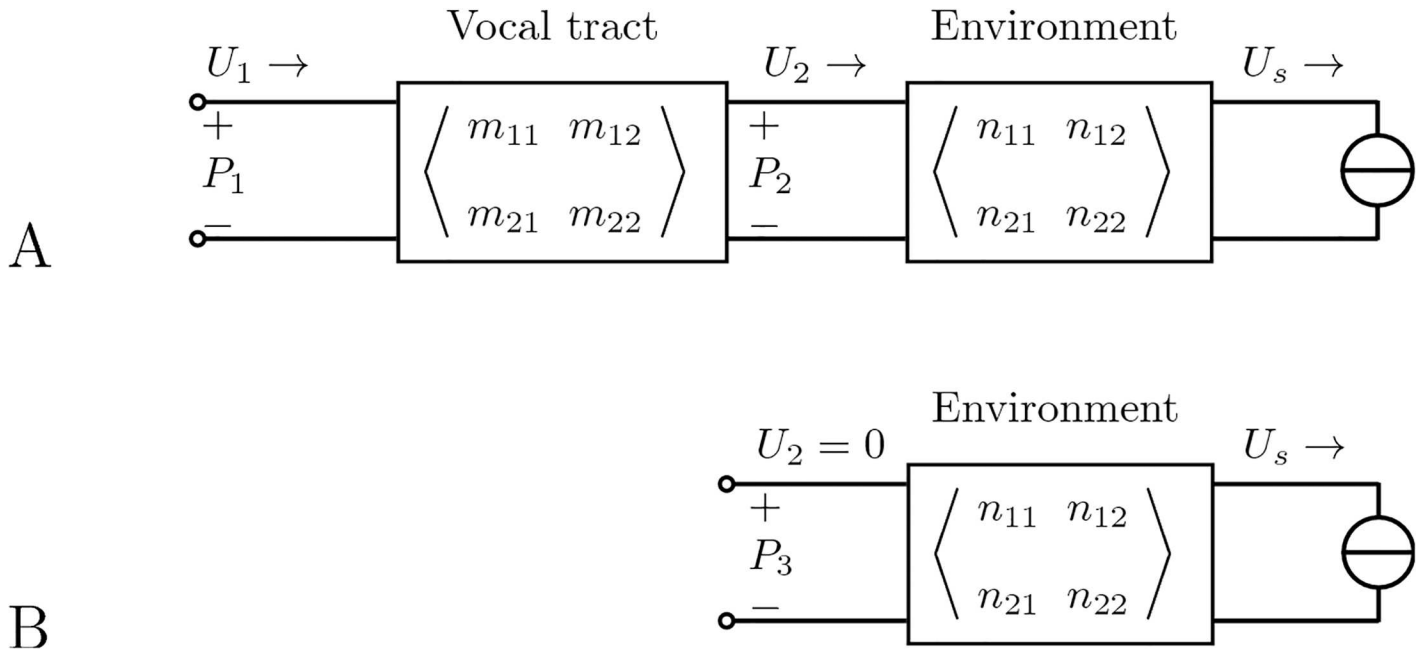 Vocal tract Environment
U₁ → U₂ → Uₛ →
+ m₁₁ m₁₂ + n₁₁ n₁₂
P₁ P₂
− m₂₁ m₂₂ − n₂₁ n₂₂
A
Environment
U₂ = 0 Uₛ →
+ n₁₁ n₁₂
P₃
− n₂₁ n₂₂
B